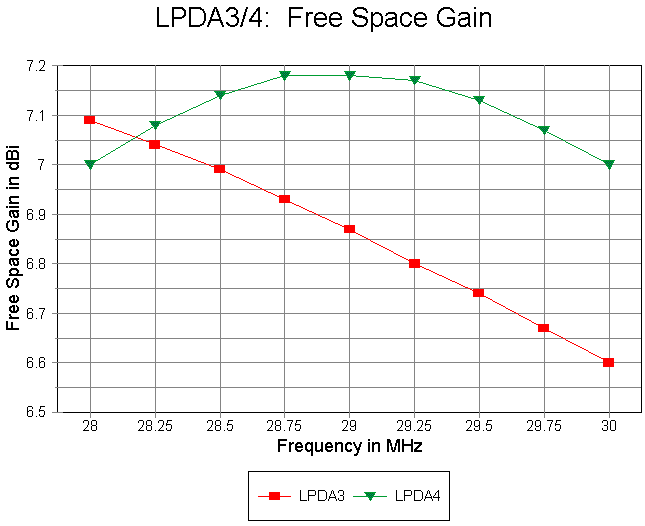 LPDA3/4:  Free Space Gain
Free Space Gain in dBi
7.2
7.1
7
6.9
6.8
6.7
6.6
6.5
28 28.25 28.5 28.75 29 29.25 29.5 29.75 30
Frequency in MHz
LPDA3 LPDA4